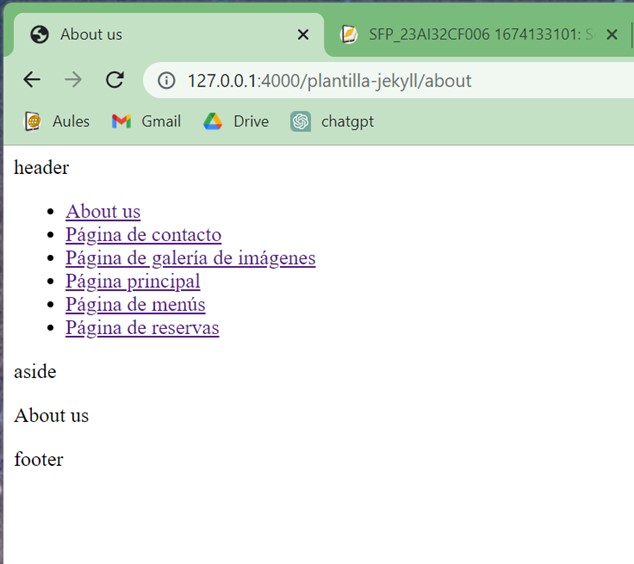 About us
SFP_23AI32CF006 1674133101: S
127.0.0.1:4000/plantilla-jekyll/about
Aules Gmail Drive chatgpt
header
About us
Página de contacto
Página de galería de imágenes
Página principal
Página de menús
Página de reservas
aside
About us
footer